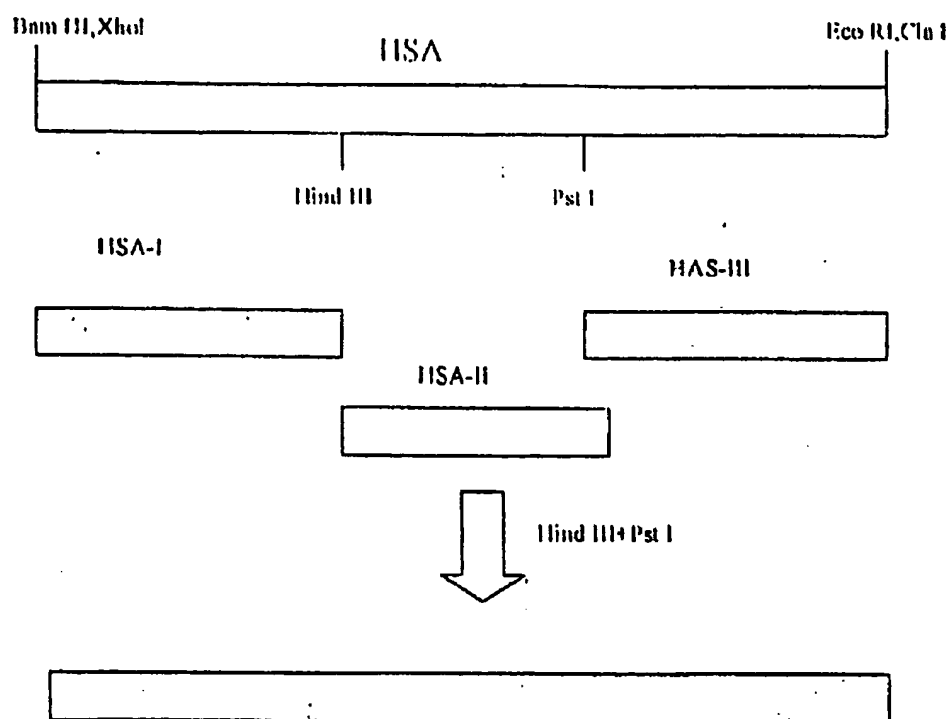 Bam HI,XhoI
Eco RI,Cla I
HSA
Hind III
Pst I
HSA-I
HAS-III
HSA-II
Hind III+Pst I